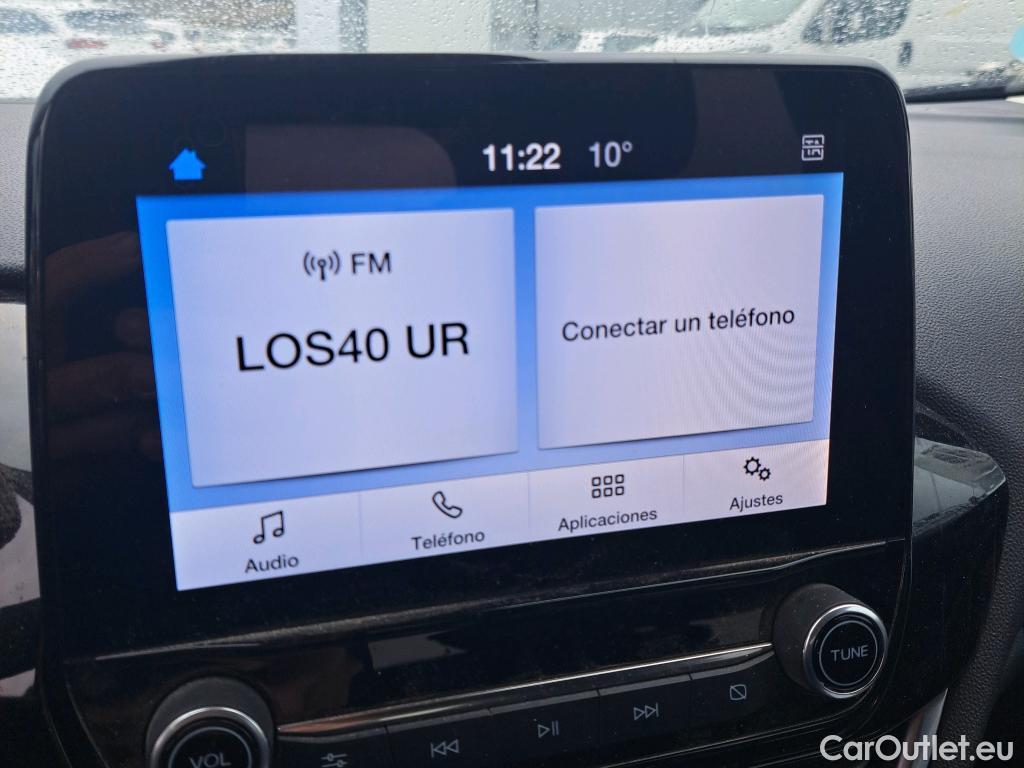 11:22 10°
FM
LOS40 UR
Conectar un teléfono
Audio
Teléfono
Aplicaciones
Ajustes
TUNE
VOL
CarOutlet.eu